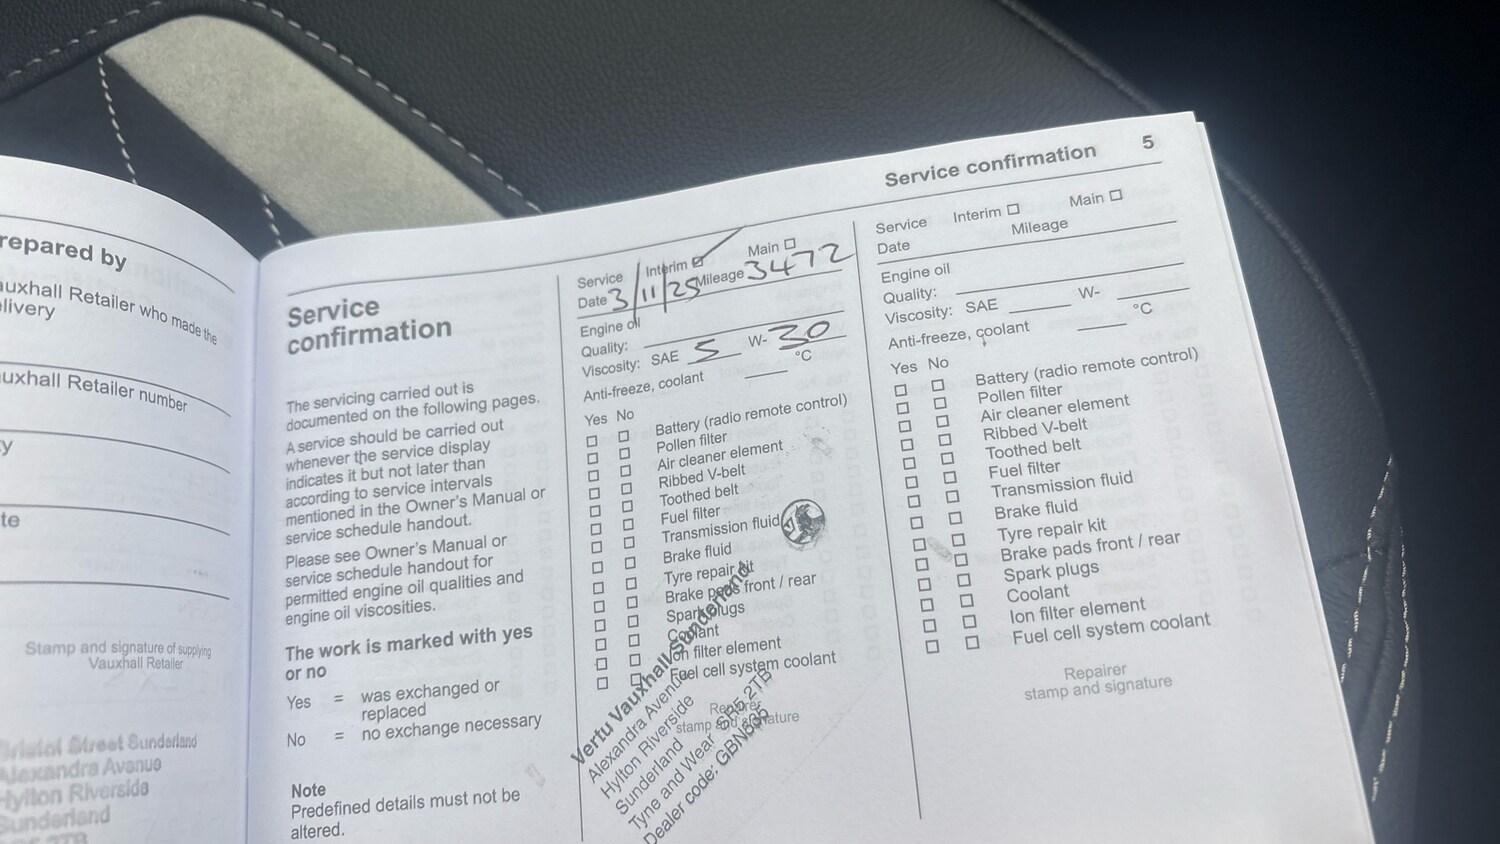 repared by
auxhall Retailer who made the
elivery
auxhall Retailer number
y
te
Stamp and signature of supplying
Vauxhall Retailer
Bristol Street Sunderland
Alexandra Avenue
Hylton Riverside
Sunderland
Service confirmation 5
Service
confirmation
The servicing carried out is
documented on the following pages.
A service should be carried out
whenever the service display
indicates it but not later than
according to service intervals
mentioned in the Owner's Manual or
service schedule handout.
Please see Owner's Manual or
service schedule handout for
permitted engine oil qualities and
engine oil viscosities.
The work is marked with yes
or no
Yes = was exchanged or
replaced
No = no exchange necessary
Note
Predefined details must not be
altered.
Service Interim ☑ Main ☐
Date 3/11/25 Mileage 3472
Engine oil
Quality:
Viscosity: SAE 5 W- 30
Anti-freeze, coolant °C
Yes No
☐ ☐ Battery (radio remote control)
☐ ☐ Pollen filter
☐ ☐ Air cleaner element
☐ ☐ Ribbed V-belt
☐ ☐ Toothed belt
☐ ☐ Fuel filter
☐ ☐ Transmission fluid
☐ ☐ Brake fluid
☐ ☐ Tyre repair kit
☐ ☐ Brake pads front / rear
☐ ☐ Spark plugs
☐ ☐ Coolant
☐ ☐ Ion filter element
☐ ☐ Fuel cell system coolant
Repairer
stamp and signature
Vertu Vauxhall Sunderland
Alexandra Avenue
Hylton Riverside
Sunderland
Tyne and Wear SR5 2TB
Dealer code: GBN595
Service Interim ☐ Main ☐
Date Mileage
Engine oil
Quality:
Viscosity: SAE W-
Anti-freeze, coolant °C
Yes No
☐ ☐ Battery (radio remote control)
☐ ☐ Pollen filter
☐ ☐ Air cleaner element
☐ ☐ Ribbed V-belt
☐ ☐ Toothed belt
☐ ☐ Fuel filter
☐ ☐ Transmission fluid
☐ ☐ Brake fluid
☐ ☐ Tyre repair kit
☐ ☐ Brake pads front / rear
☐ ☐ Spark plugs
☐ ☐ Coolant
☐ ☐ Ion filter element
☐ ☐ Fuel cell system coolant
Repairer
stamp and signature